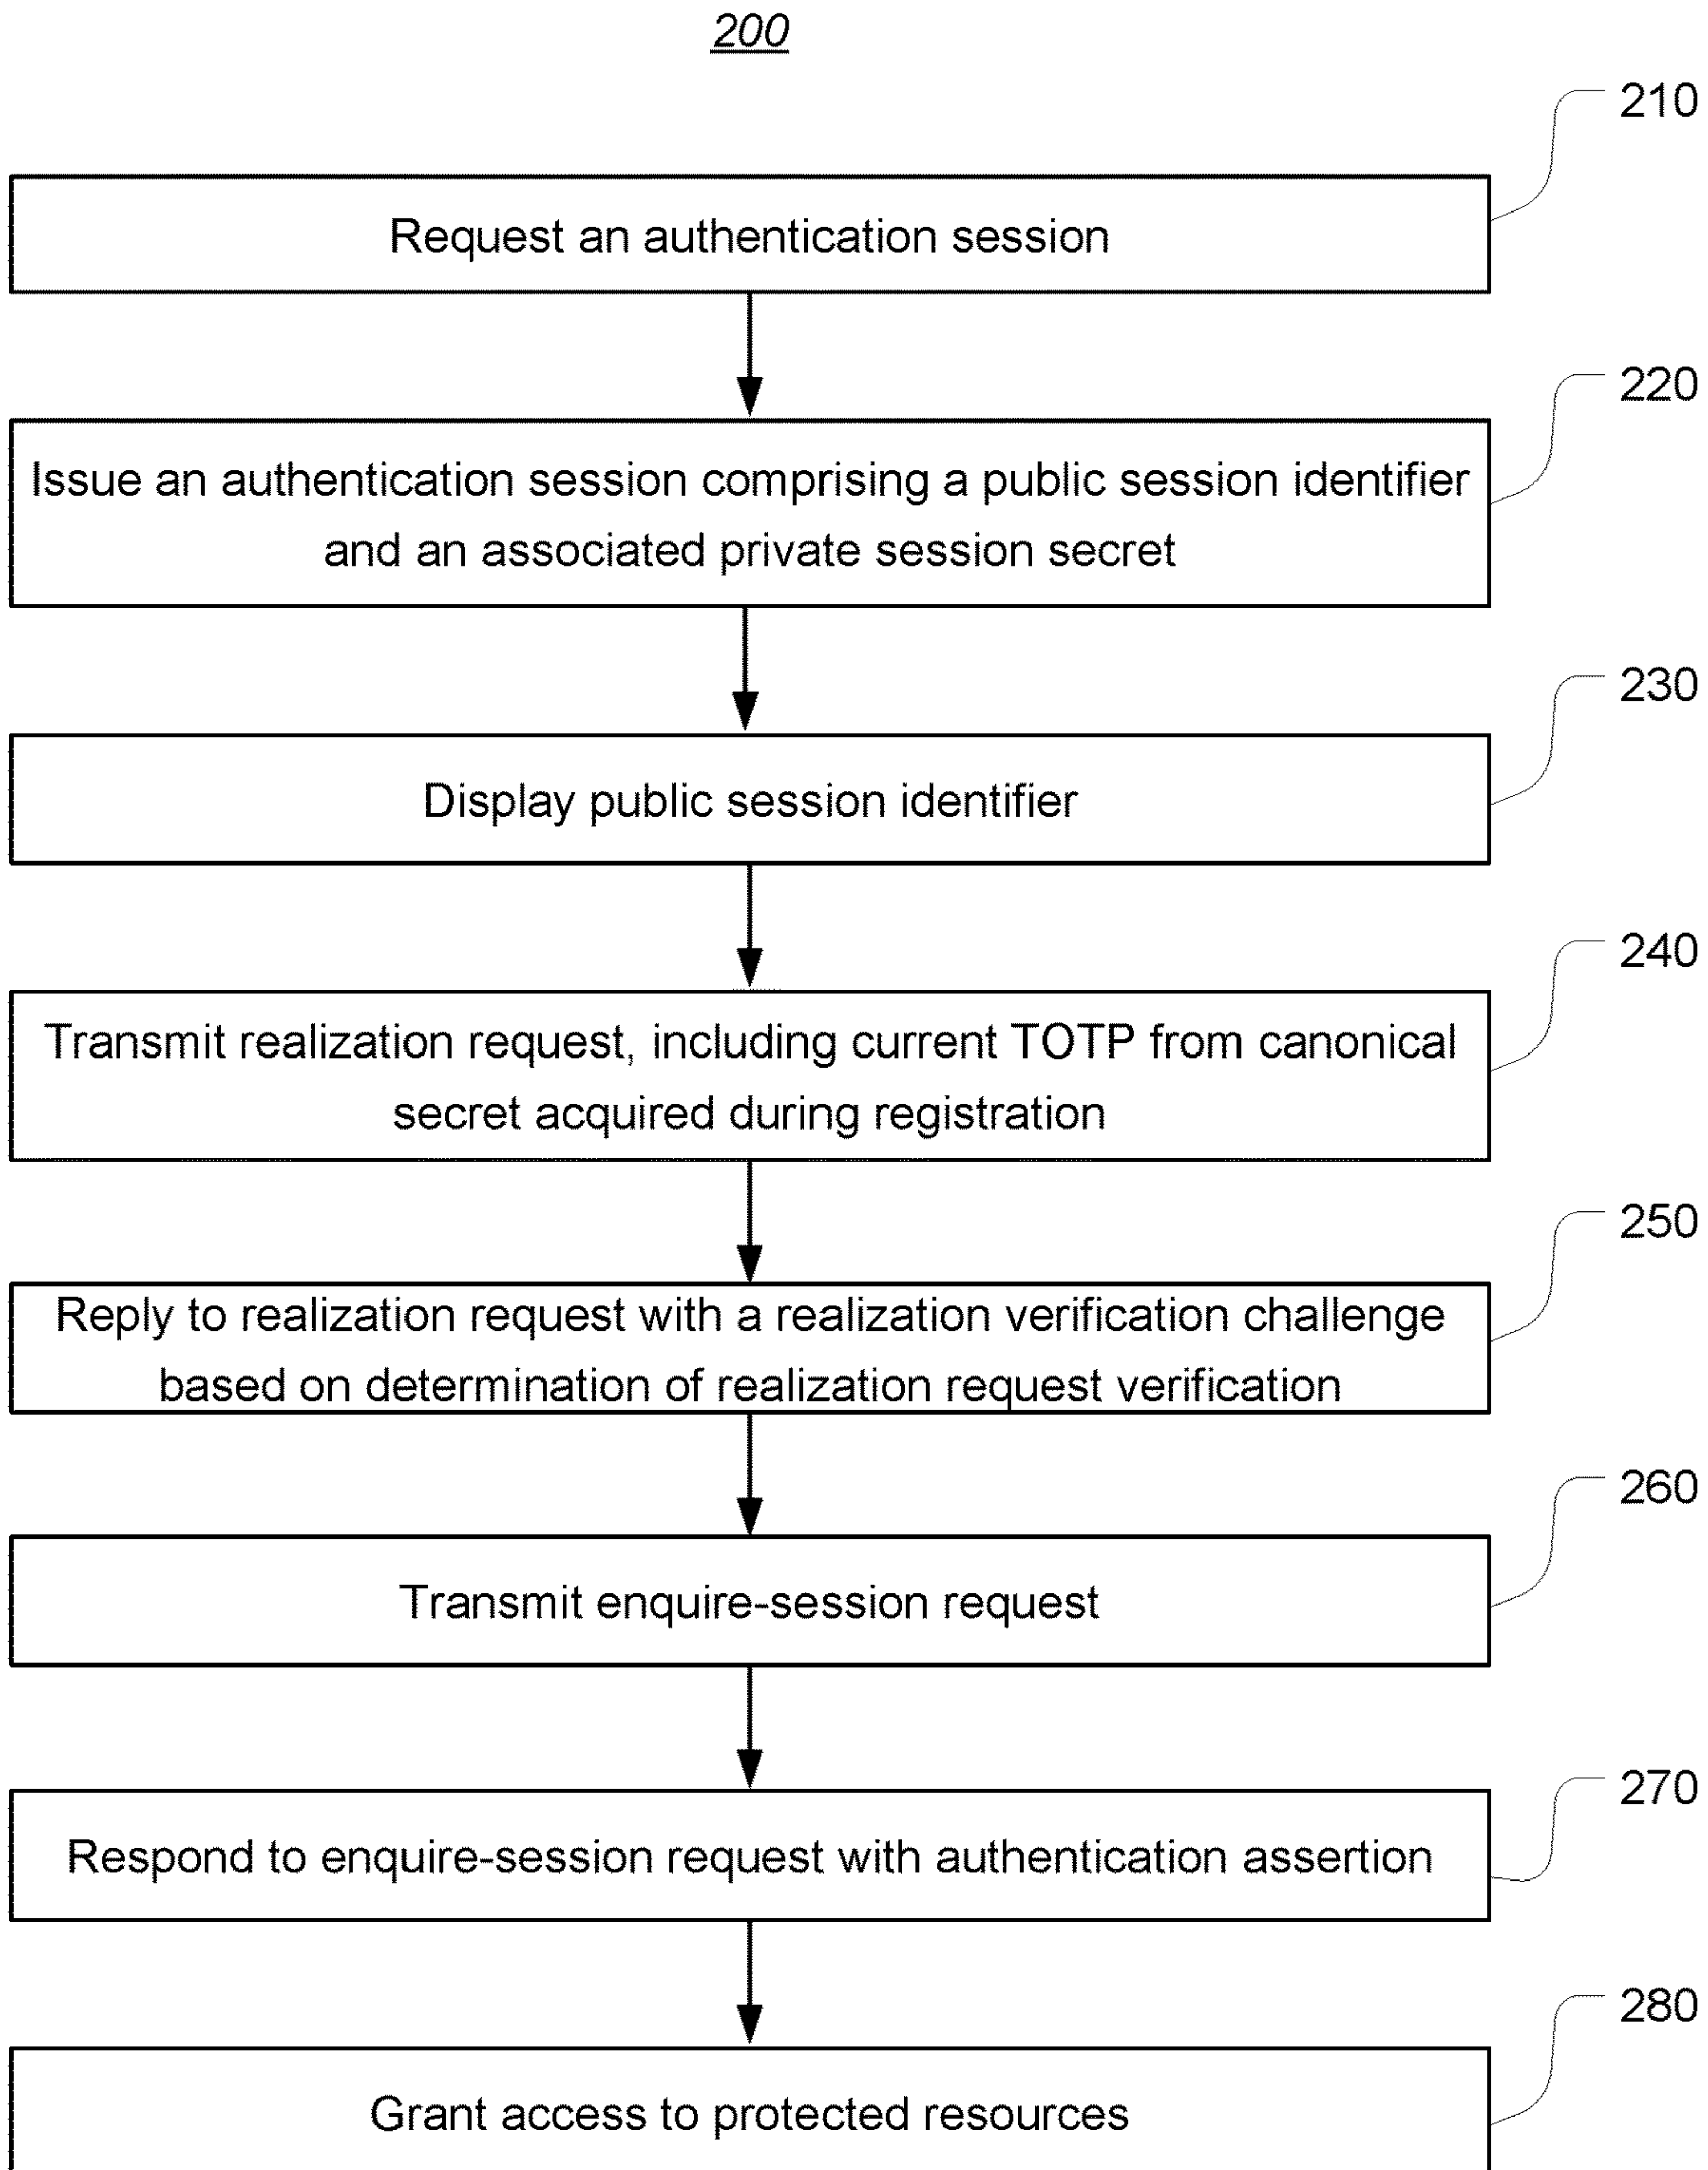 200
210
Request an authentication session
220
Issue an authentication session comprising a public session identifier
and an associated private session secret
230
Display public session identifier
240
Transmit realization request, including current TOTP from canonical
secret acquired during registration
250
Reply to realization request with a realization verification challenge
based on determination of realization request verification
260
Transmit enquire-session request
270
Respond to enquire-session request with authentication assertion
280
Grant access to protected resources